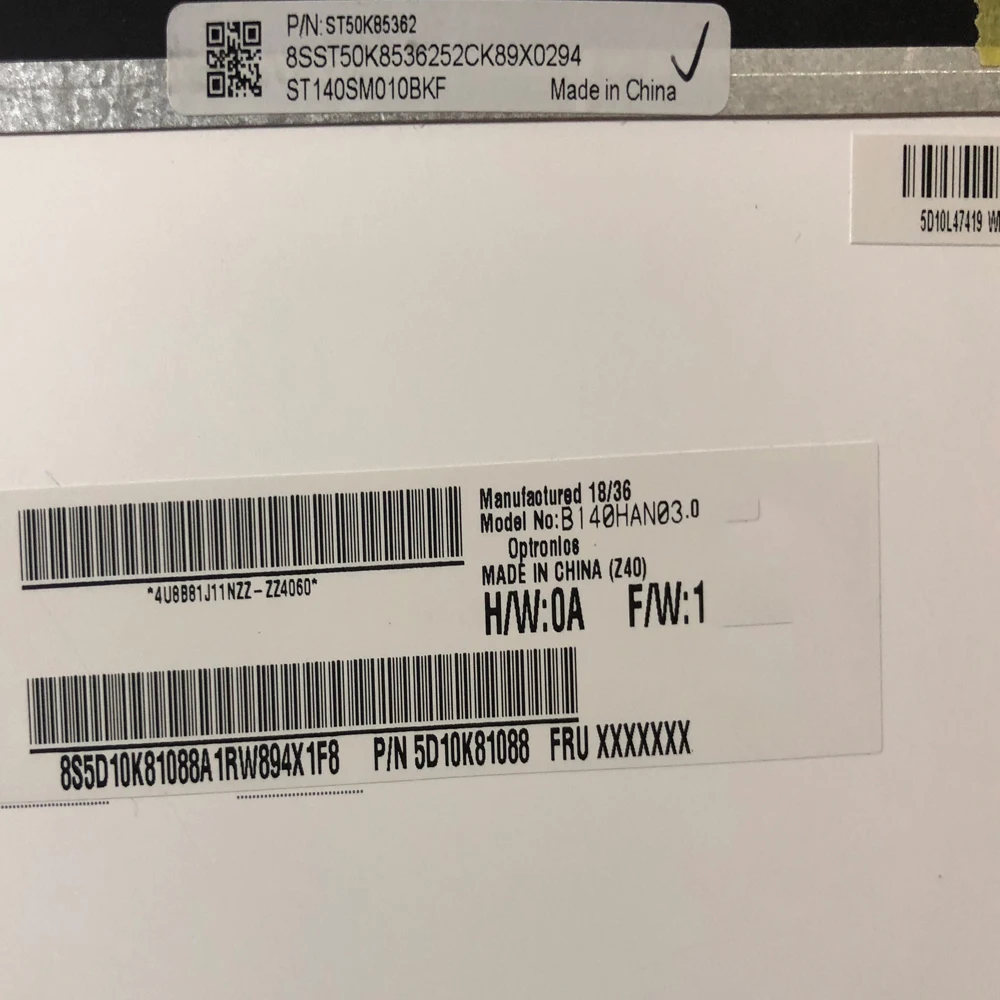 P/N: ST50K85362
8SST50K8536252CK89X0294
ST140SM010BKF
Made in China
5D10L47419
Manufactured 18/36
Model No:B140HAN03.0
Optronics
MADE IN CHINA (Z40)
H/W:0A F/W:1
*4U8B81J11NZZ-ZZ4060*
8S5D10K81088A1RW894X1F8 P/N 5D10K81088 FRU XXXXXXX